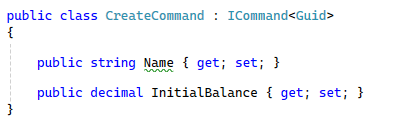 public class CreateCommand : ICommand<Guid>
{
public string Name { get; set; }
public decimal InitialBalance { get; set; }
}